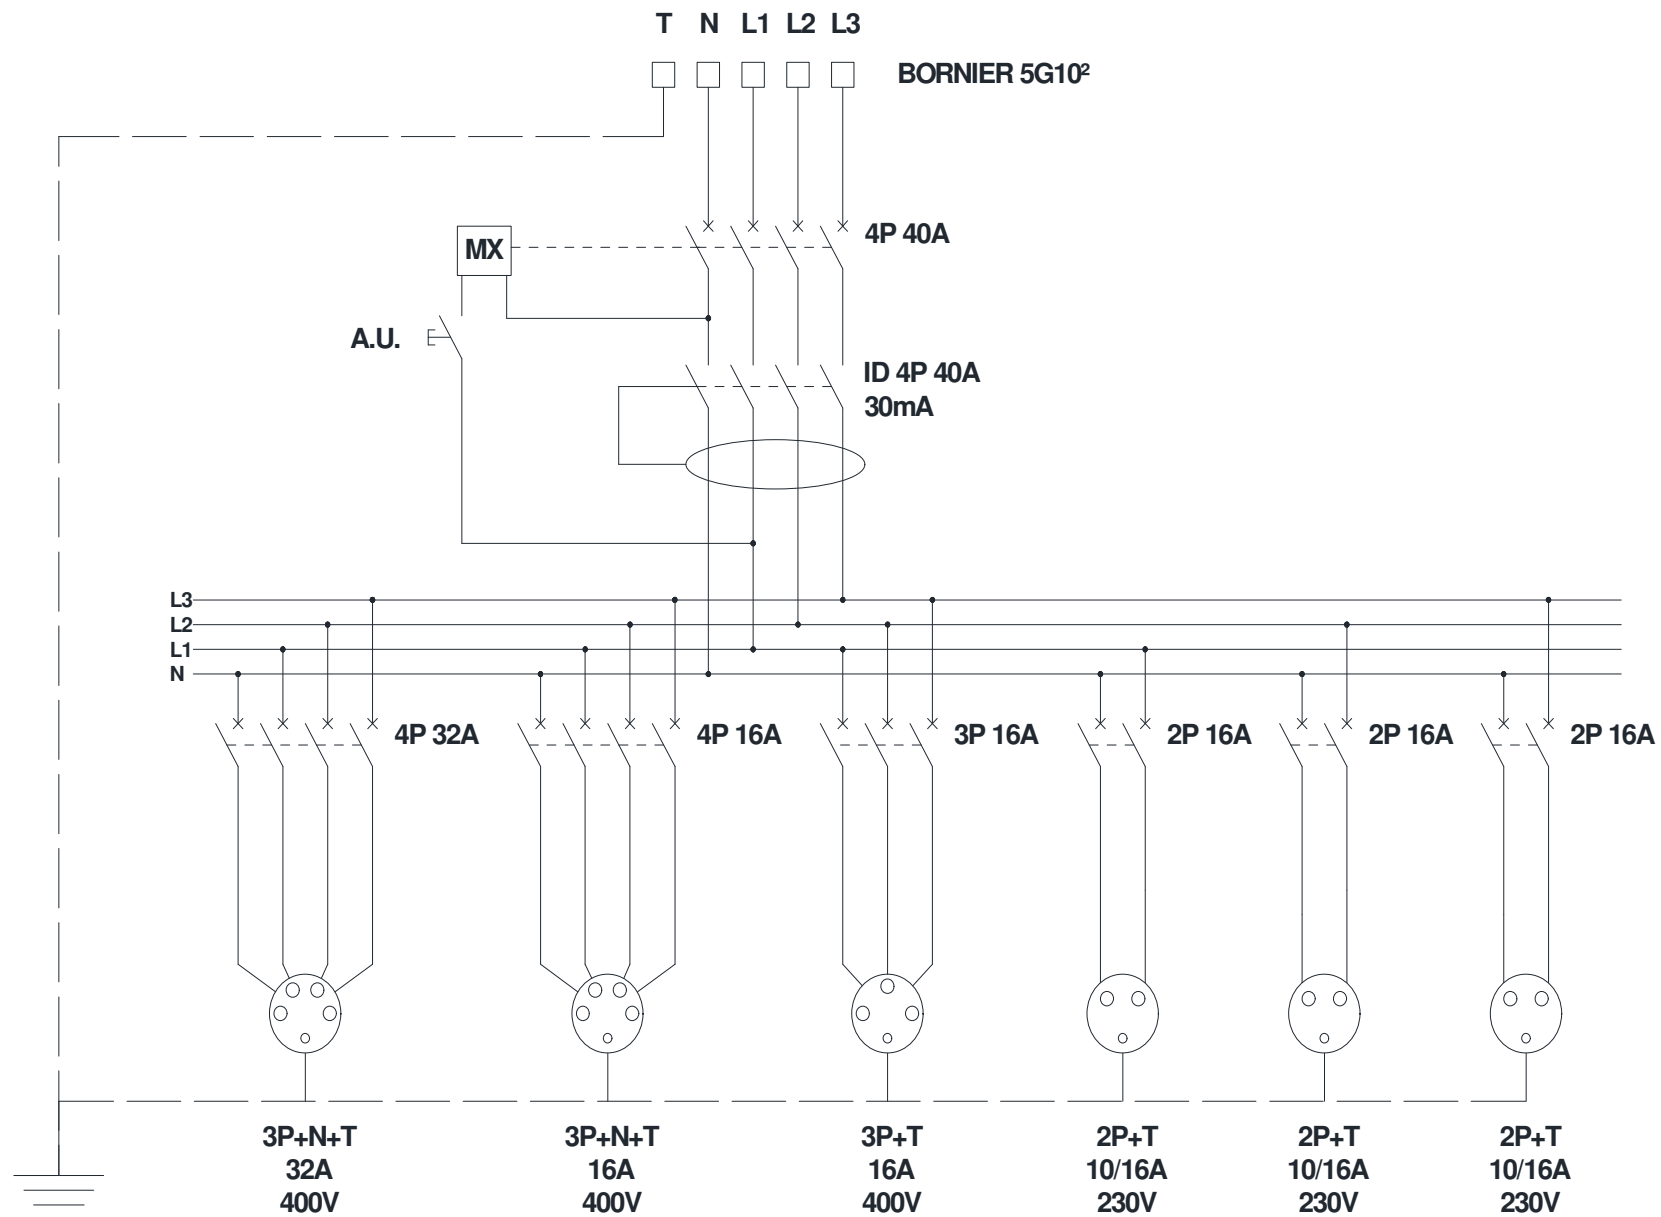 T N L1 L2 L3
BORNIER 5G10²
4P 40A
MX
A.U.
ID 4P 40A
30mA
L3
L2
L1
N
4P 32A
4P 16A
3P 16A
2P 16A
2P 16A
2P 16A
3P+N+T
32A
400V
3P+N+T
16A
400V
3P+T
16A
400V
2P+T
10/16A
230V
2P+T
10/16A
230V
2P+T
10/16A
230V